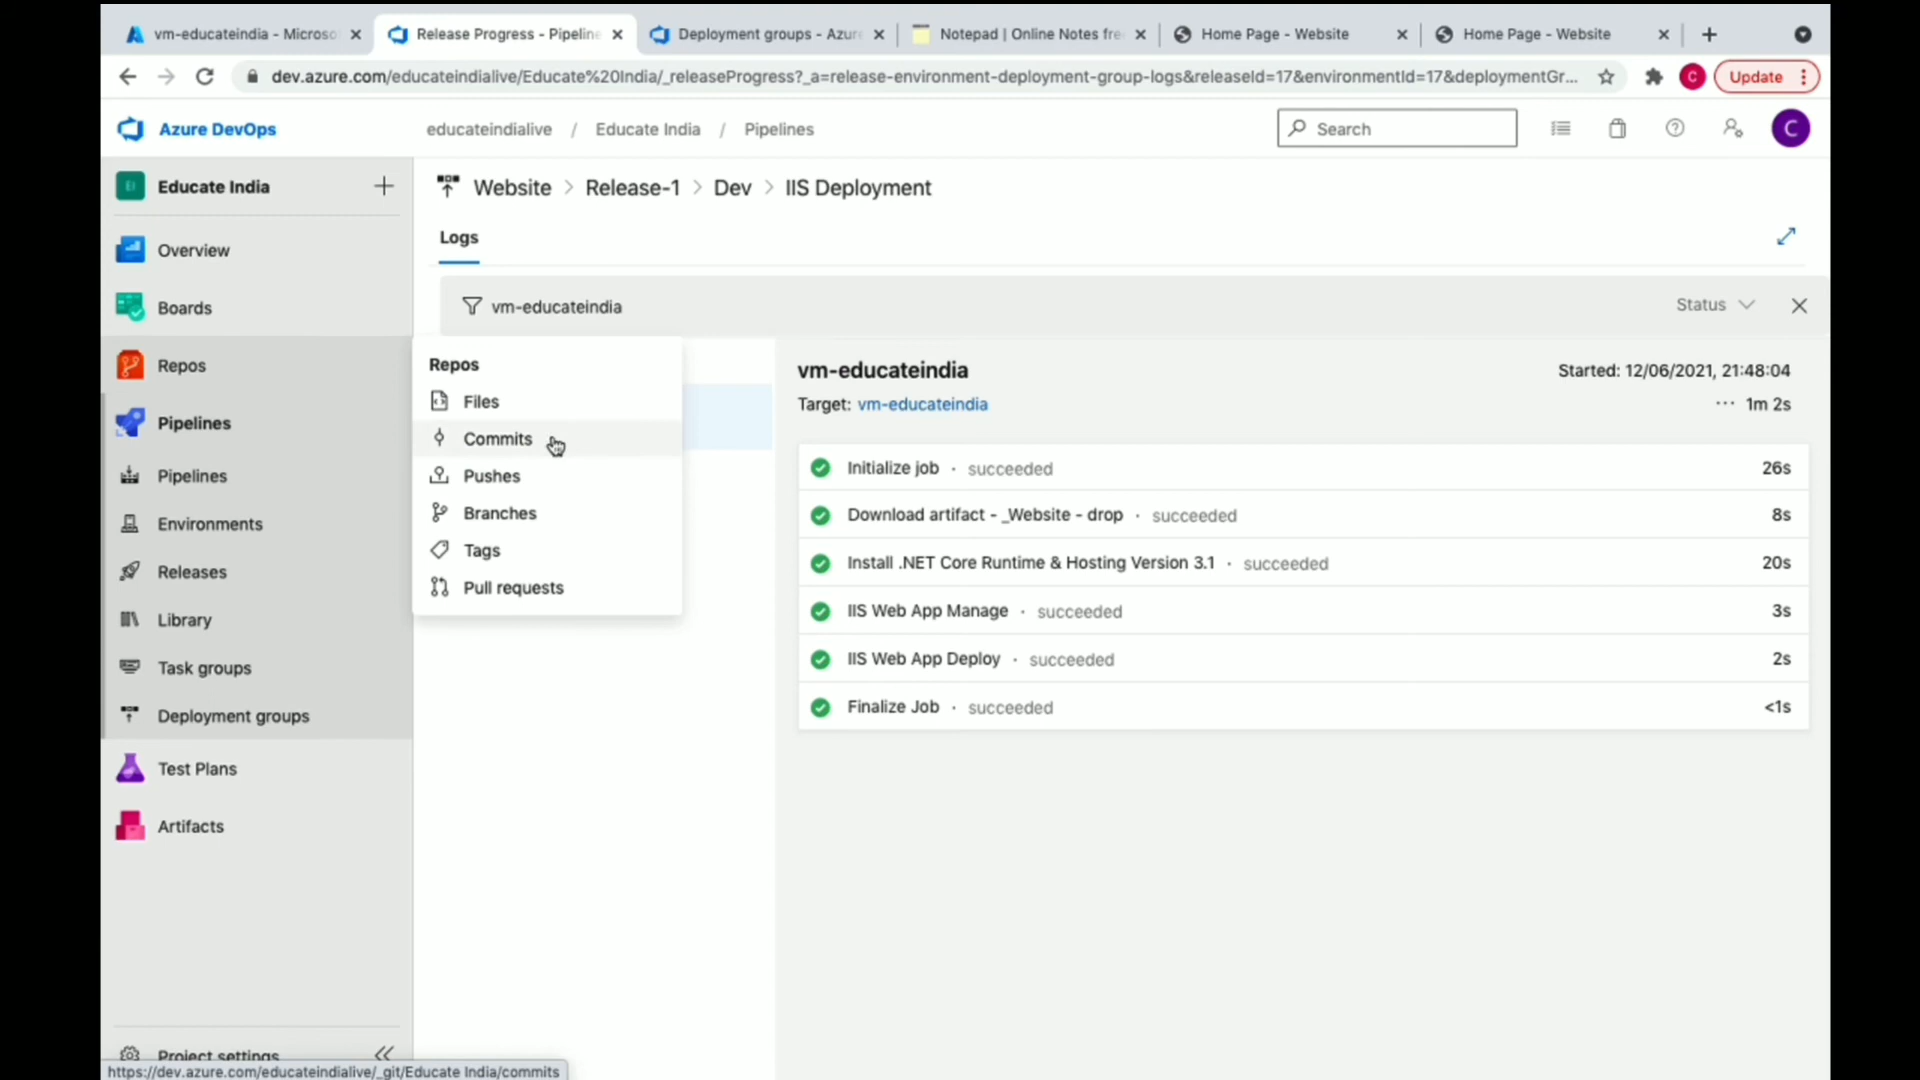 vm-educateindia - Microso
Release Progress - Pipeline
Deployment groups - Azure
Notepad | Online Notes fre
Home Page - Website
Home Page - Website
dev.azure.com/educateindialive/Educate%20India/_releaseProgress?_a=release-environment-deployment-group-logs&releaseId=17&environmentId=17&deploymentGr...
C
Update
Azure DevOps
educateindialive / Educate India / Pipelines
Search
C
EI
Educate India
Website > Release-1 > Dev > IIS Deployment
Logs
Overview
Boards
Repos
Pipelines
Pipelines
Environments
Releases
Library
Task groups
Deployment groups
Test Plans
Artifacts
Project settings
vm-educateindia
Status
Repos
Files
Commits
Pushes
Branches
Tags
Pull requests
vm-educateindia
Started: 12/06/2021, 21:48:04
Target: vm-educateindia
... 1m 2s
Initialize job · succeeded 26s
Download artifact - _Website - drop · succeeded 8s
Install .NET Core Runtime & Hosting Version 3.1 · succeeded 20s
IIS Web App Manage · succeeded 3s
IIS Web App Deploy · succeeded 2s
Finalize Job · succeeded <1s
https://dev.azure.com/educateindialive/_git/Educate India/commits